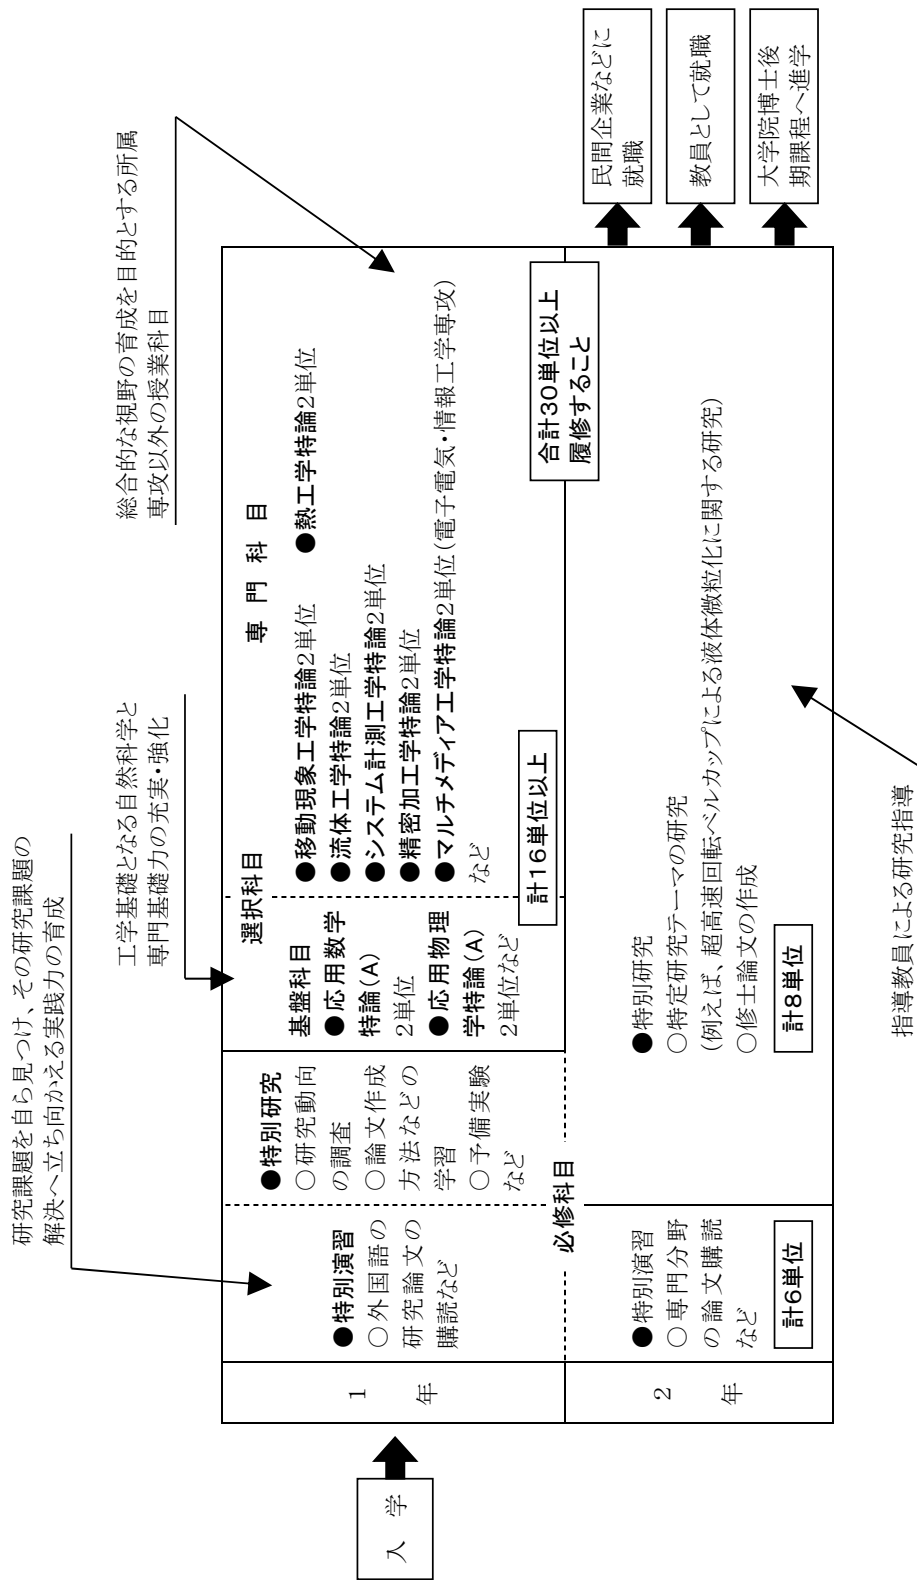 研究課題を自ら見つけ、その研究課題の
解決へ立ち向かえる実践力の育成
工学基礎となる自然科学と
専門基礎力の充実・強化
総合的な視野の育成を目的とする所属
専攻以外の授業科目
入 学
1 年
●特別演習
○外国語の
研究論文の
購読など
●特別研究
○研究動向
の調査
○論文作成
方法などの
学習
○予備実験
など
必修科目
選択科目
基盤科目
●応用数学
特論(A)
2単位
●応用物理
学特論(A)
2単位など
専 門 科 目
●移動現象工学特論2単位
●熱工学特論2単位
●流体工学特論2単位
●システム計測工学特論2単位
●精密加工学特論2単位
●マルチメディア工学特論2単位(電子電気・情報工学専攻)
など
計16単位以上
合計30単位以上
履修すること
2 年
●特別演習
○専門分野
の論文購読
など
計6単位
●特別研究
○特定研究テーマの研究
(例えば、超高速回転ベルカップによる液体微粒化に関する研究)
○修士論文の作成
計8単位
民間企業などに
就職
教員として就職
大学院博士後
期課程へ進学
指導教員による研究指導